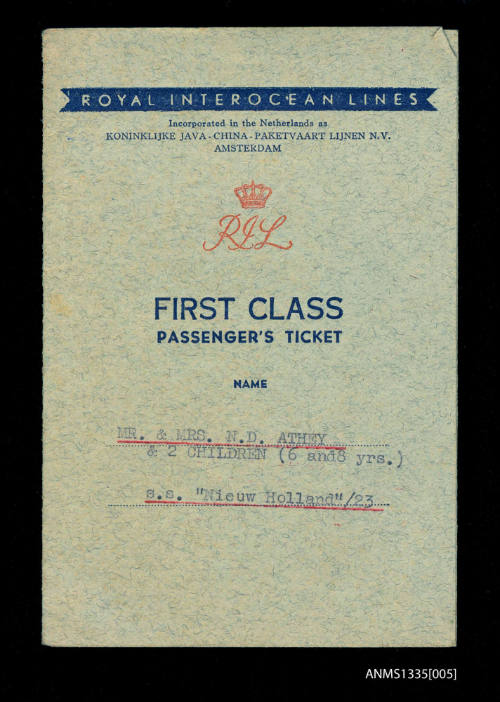 ROYAL INTEROCEAN LINES
Incorporated in the Netherlands as
KONINKLIJKE JAVA-CHINA-PAKETVAART LIJNEN N.V.
AMSTERDAM
RIL
FIRST CLASS
PASSENGER'S TICKET
NAME
MR. & MRS. N.D. ATHEY
& 2 CHILDREN (6 and8 yrs.)
s.s. "Nieuw Holland"/23
ANMS1335[005]